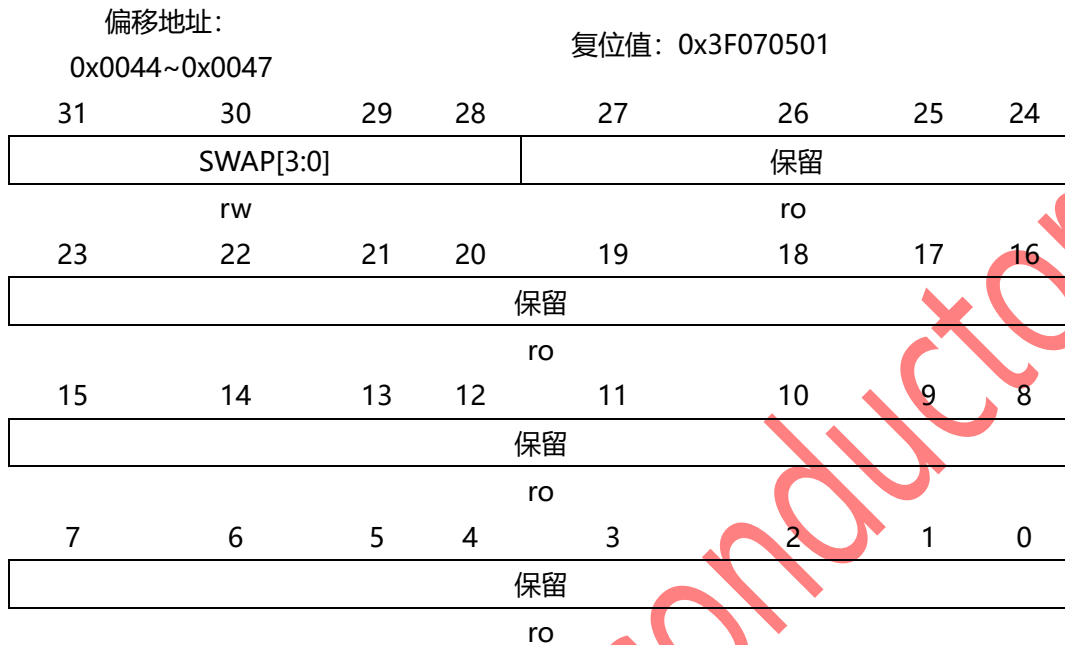 偏移地址：
0x0044~0x0047
复位值：0x3F070501
31 30 29 28 27 26 25 24
SWAP[3:0] 保留
rw ro
23 22 21 20 19 18 17 16
保留
ro
15 14 13 12 11 10 9 8
保留
ro
7 6 5 4 3 2 1 0
保留
ro